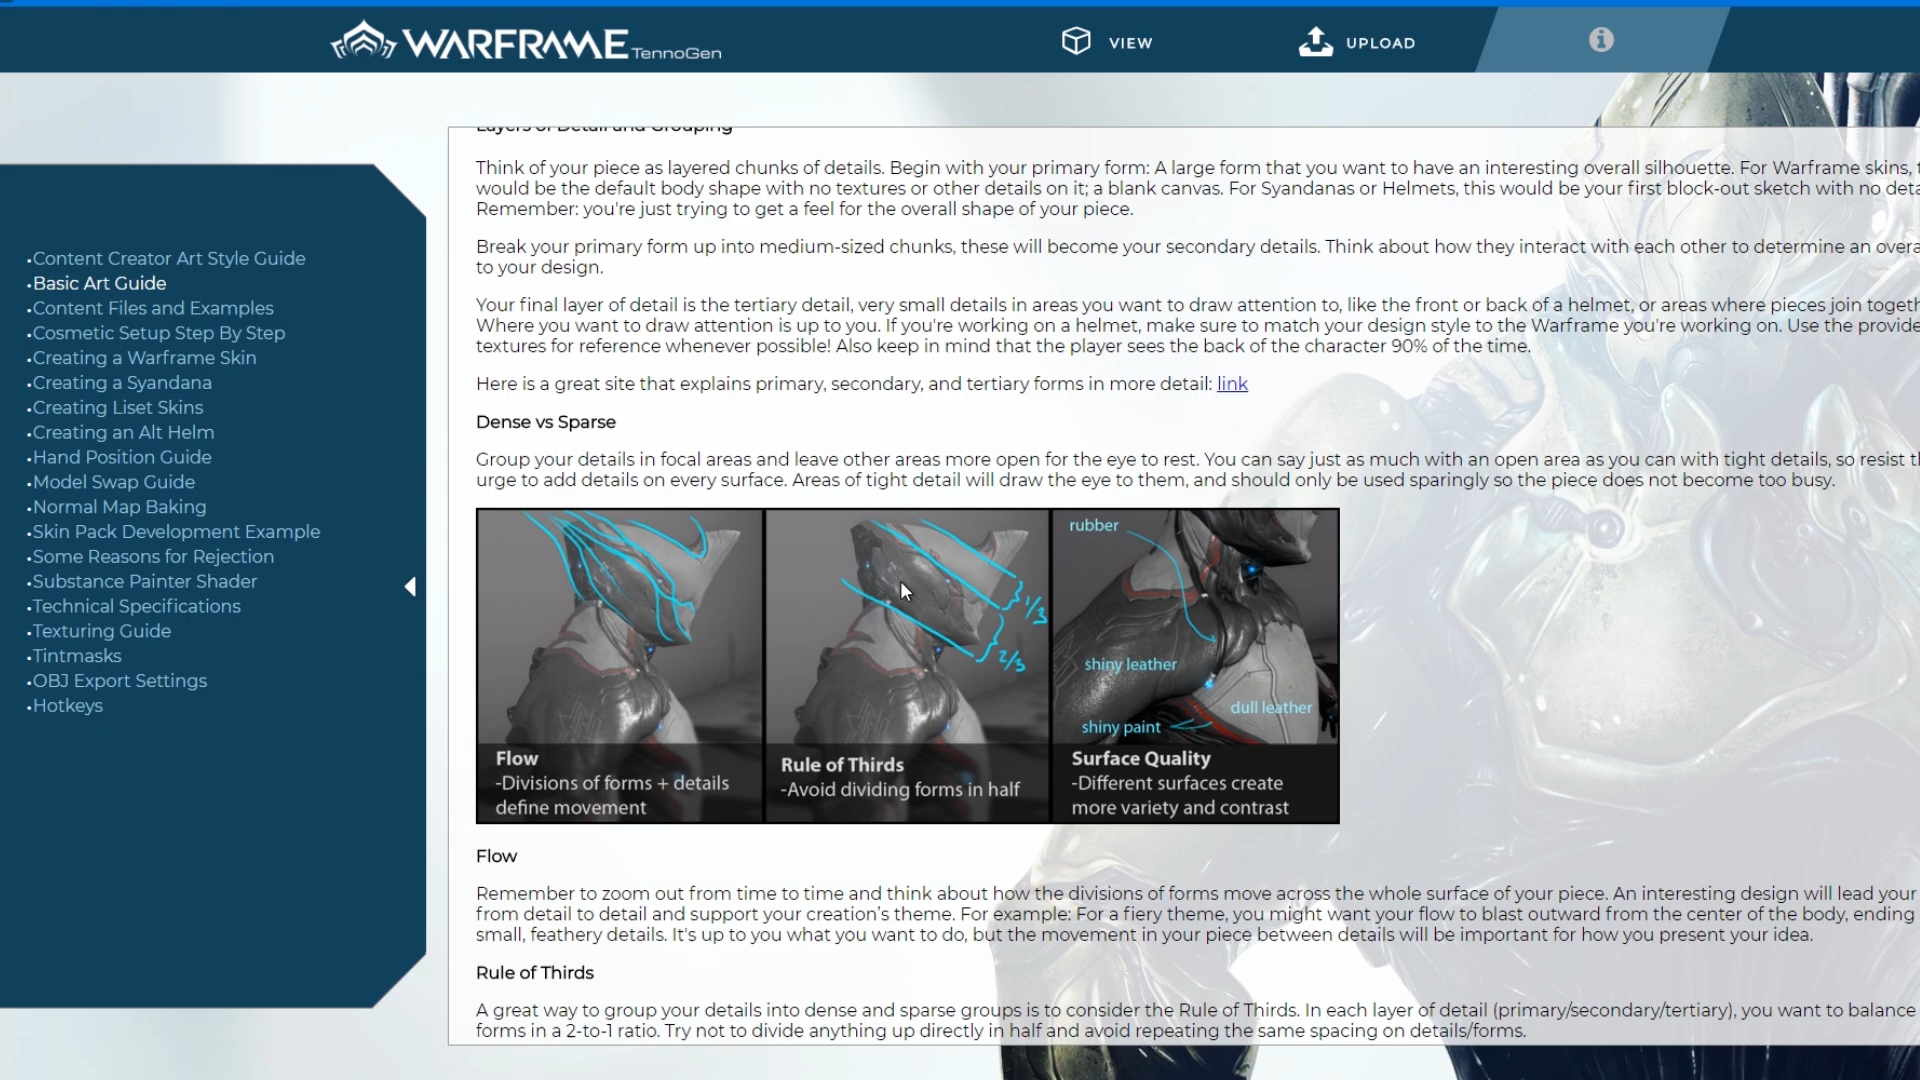 WARFRAME TennoGen
VIEW
UPLOAD
Layers of Detail and Grouping
Think of your piece as layered chunks of details. Begin with your primary form: A large form that you want to have an interesting overall silhouette. For Warframe skins,
would be the default body shape with no textures or other details on it; a blank canvas. For Syandanas or Helmets, this would be your first block-out sketch with no
Remember: you're just trying to get a feel for the overall shape of your piece.
Break your primary form up into medium-sized chunks, these will become your secondary details. Think about how they interact with each other to determine an
to your design.
Your final layer of detail is the tertiary detail, very small details in areas you want to draw attention to, like the front or back of a helmet, or areas where pieces join
Where you want to draw attention is up to you. If you're working on a helmet, make sure to match your design style to the Warframe you're working on. Use the
textures for reference whenever possible! Also keep in mind that the player sees the back of the character 90% of the time.
Here is a great site that explains primary, secondary, and tertiary forms in more detail: link
Dense vs Sparse
Group your details in focal areas and leave other areas more open for the eye to rest. You can say just as much with an open area as you can with tight details, so resist
urge to add details on every surface. Areas of tight detail will draw the eye to them, and should only be used sparingly so the piece does not become too busy.
1/3
2/3
Flow
-Divisions of forms + details
define movement
Rule of Thirds
-Avoid dividing forms in half
rubber
shiny leather
dull leather
shiny paint
Surface Quality
-Different surfaces create
more variety and contrast
Flow
Remember to zoom out from time to time and think about how the divisions of forms move across the whole surface of your piece. An interesting design will lead your
from detail to detail and support your creation's theme. For example: For a fiery theme, you might want your flow to blast outward from the center of the body, ending
small, feathery details. It's up to you what you want to do, but the movement in your piece between details will be important for how you present your idea.
Rule of Thirds
A great way to group your details into dense and sparse groups is to consider the Rule of Thirds. In each layer of detail (primary/secondary/tertiary), you want to balance
forms in a 2-to-1 ratio. Try not to divide anything up directly in half and avoid repeating the same spacing on details/forms.
•Content Creator Art Style Guide
•Basic Art Guide
•Content Files and Examples
•Cosmetic Setup Step By Step
•Creating a Warframe Skin
•Creating a Syandana
•Creating Liset Skins
•Creating an Alt Helm
•Hand Position Guide
•Model Swap Guide
•Normal Map Baking
•Skin Pack Development Example
•Some Reasons for Rejection
•Substance Painter Shader
•Technical Specifications
•Texturing Guide
•Tintmasks
•OBJ Export Settings
•Hotkeys